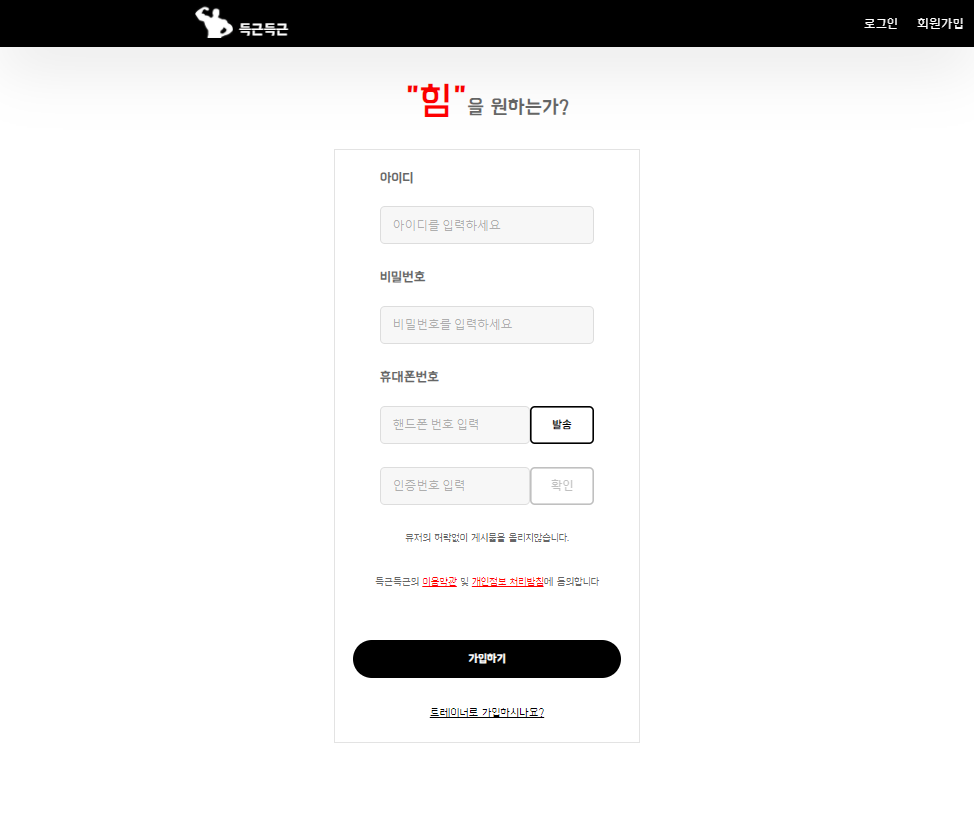 득근득근
로그인 회원가입
"힘"을 원하는가?
아이디
아이디를 입력하세요
비밀번호
비밀번호를 입력하세요
휴대폰번호
핸드폰 번호 입력 발송
인증번호 입력 확인
유저의 허락없이 게시물을 올리지않습니다.
득근득근의 이용약관 및 개인정보 처리방침에 동의합니다
가입하기
트레이너로 가입하시나요?